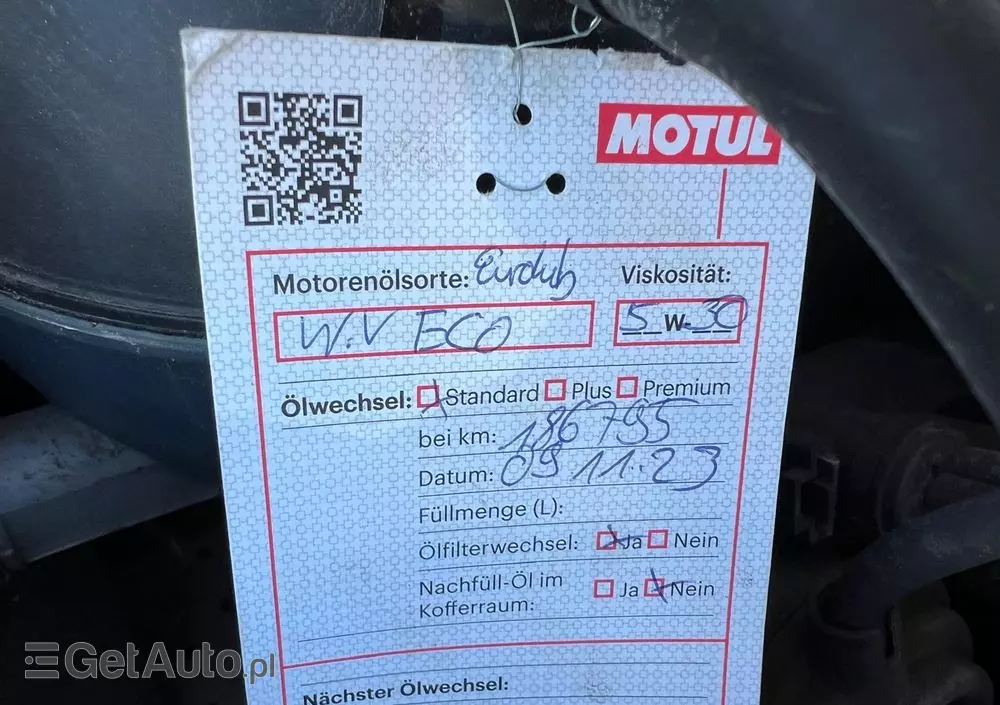 MOTUL
Motorenölsorte: Eurolub Viskosität:
W.V ECO 5 W-30
Ölwechsel: Standard Plus Premium
bei km: 186795
Datum: 09 11.23
Füllmenge (L):
Ölfilterwechsel: Ja Nein
Nachfüll-Öl im
Kofferraum: Ja Nein
Nächster Ölwechsel:
GetAuto.pl